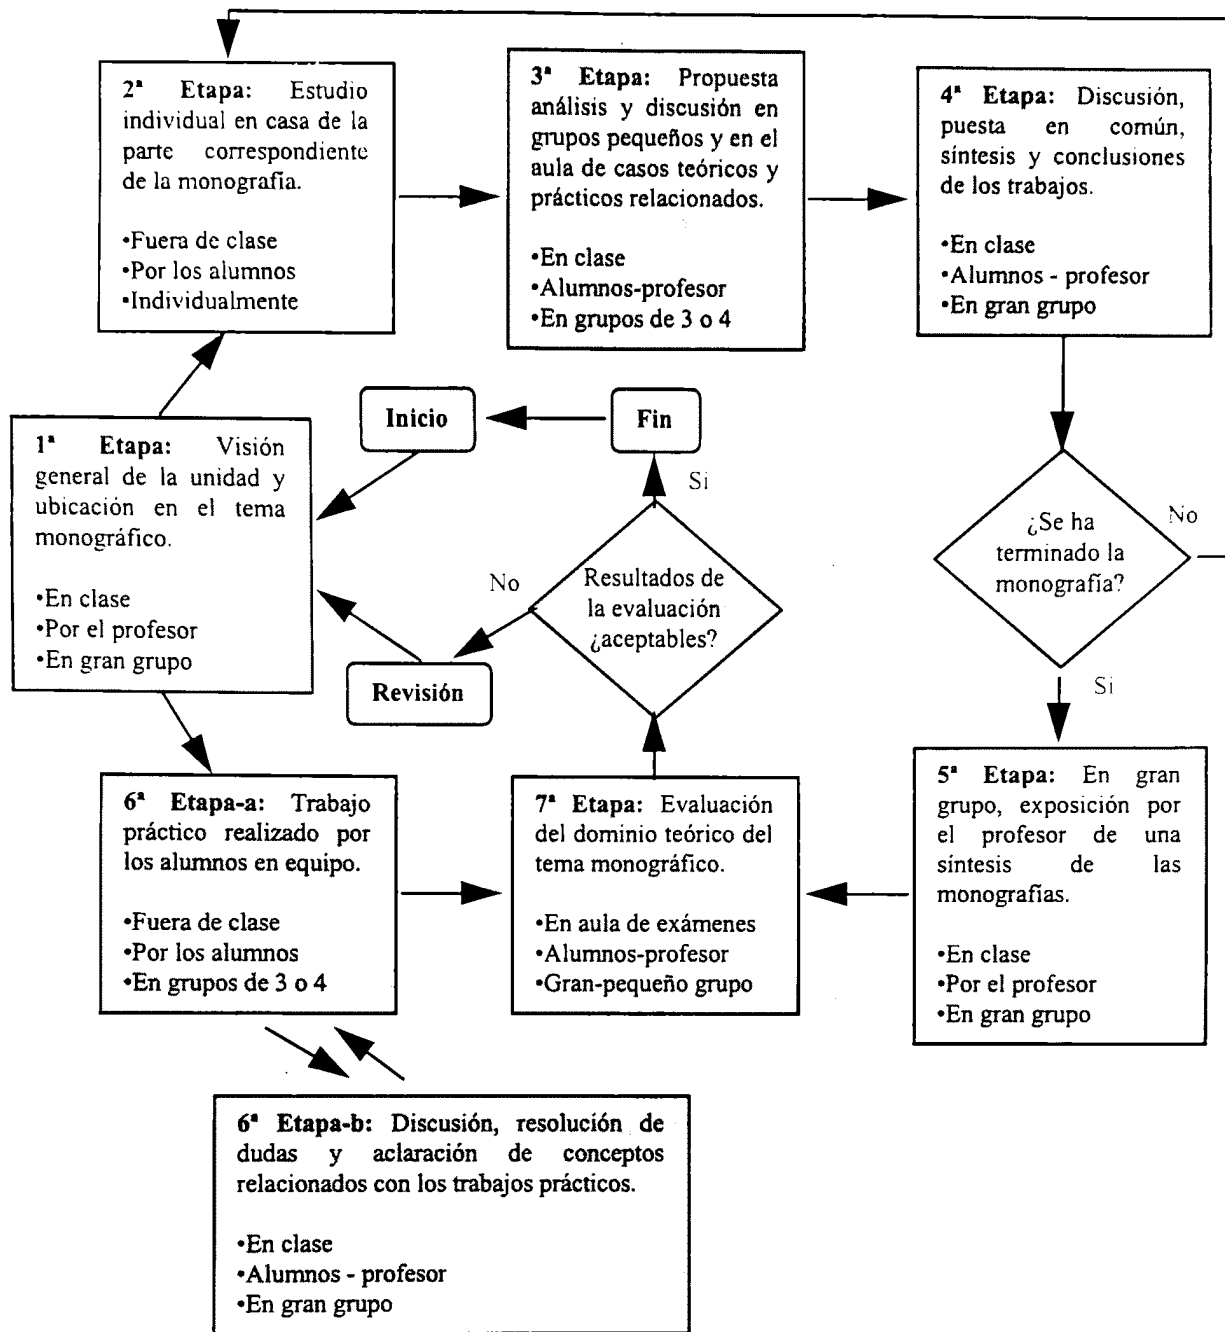 2ª Etapa: Estudio
individual en casa de la
parte correspondiente
de la monografía.
•Fuera de clase
•Por los alumnos
•Individualmente
3ª Etapa: Propuesta
análisis y discusión en
grupos pequeños y en el
aula de casos teóricos y
prácticos relacionados.
•En clase
•Alumnos-profesor
•En grupos de 3 o 4
4ª Etapa: Discusión,
puesta en común,
síntesis y conclusiones
de los trabajos.
•En clase
•Alumnos - profesor
•En gran grupo
1ª Etapa: Visión
general de la unidad y
ubicación en el tema
monográfico.
•En clase
•Por el profesor
•En gran grupo
Inicio
Fin
Si
No
Resultados de
la evaluación
¿aceptables?
Revisión
¿Se ha
terminado la
monografía?
No
Si
6ª Etapa-a: Trabajo
práctico realizado por
los alumnos en equipo.
•Fuera de clase
•Por los alumnos
•En grupos de 3 o 4
7ª Etapa: Evaluación
del dominio teórico del
tema monográfico.
•En aula de exámenes
•Alumnos-profesor
•Gran-pequeño grupo
5ª Etapa: En gran
grupo, exposición por
el profesor de una
síntesis de las
monografías.
•En clase
•Por el profesor
•En gran grupo
6ª Etapa-b: Discusión, resolución de
dudas y aclaración de conceptos
relacionados con los trabajos prácticos.
•En clase
•Alumnos - profesor
•En gran grupo